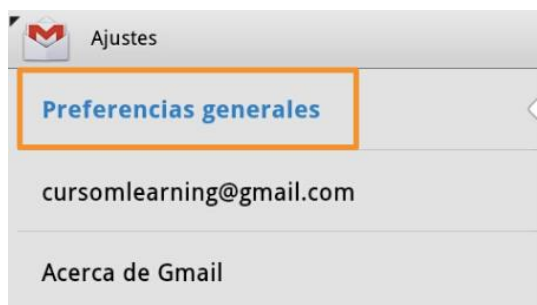 Ajustes
Preferencias generales
cursomlearning@gmail.com
Acerca de Gmail